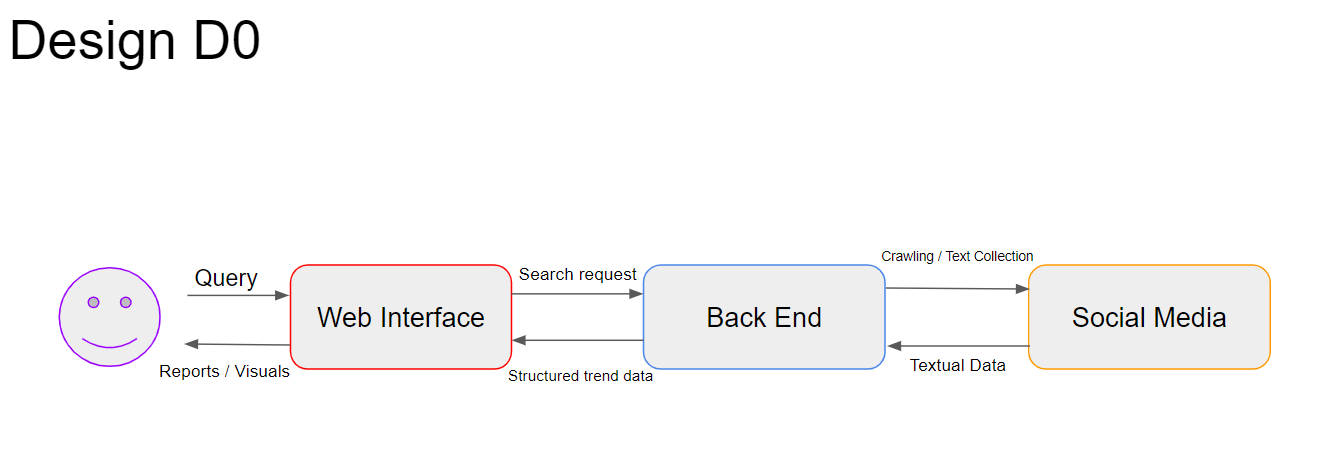 Design D0
Query
Reports / Visuals
Web Interface
Search request
Structured trend data
Back End
Crawling / Text Collection
Textual Data
Social Media